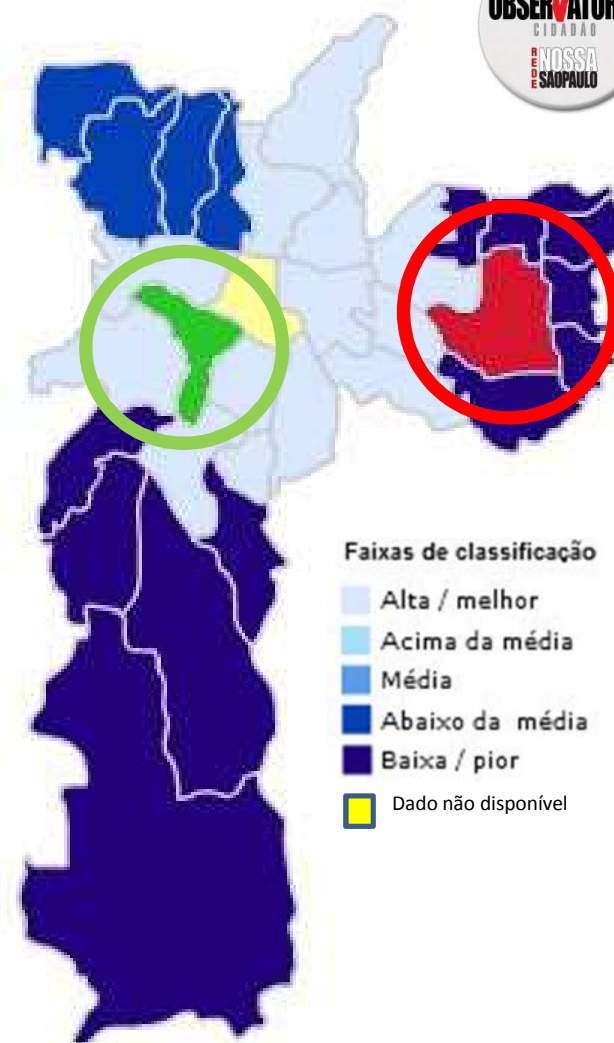 CIDADÃO
REDE
NOSSA
SÃOPAULO
Faixas de classificação
Alta / melhor
Acima da média
Média
Abaixo da média
Baixa / pior
Dado não disponível